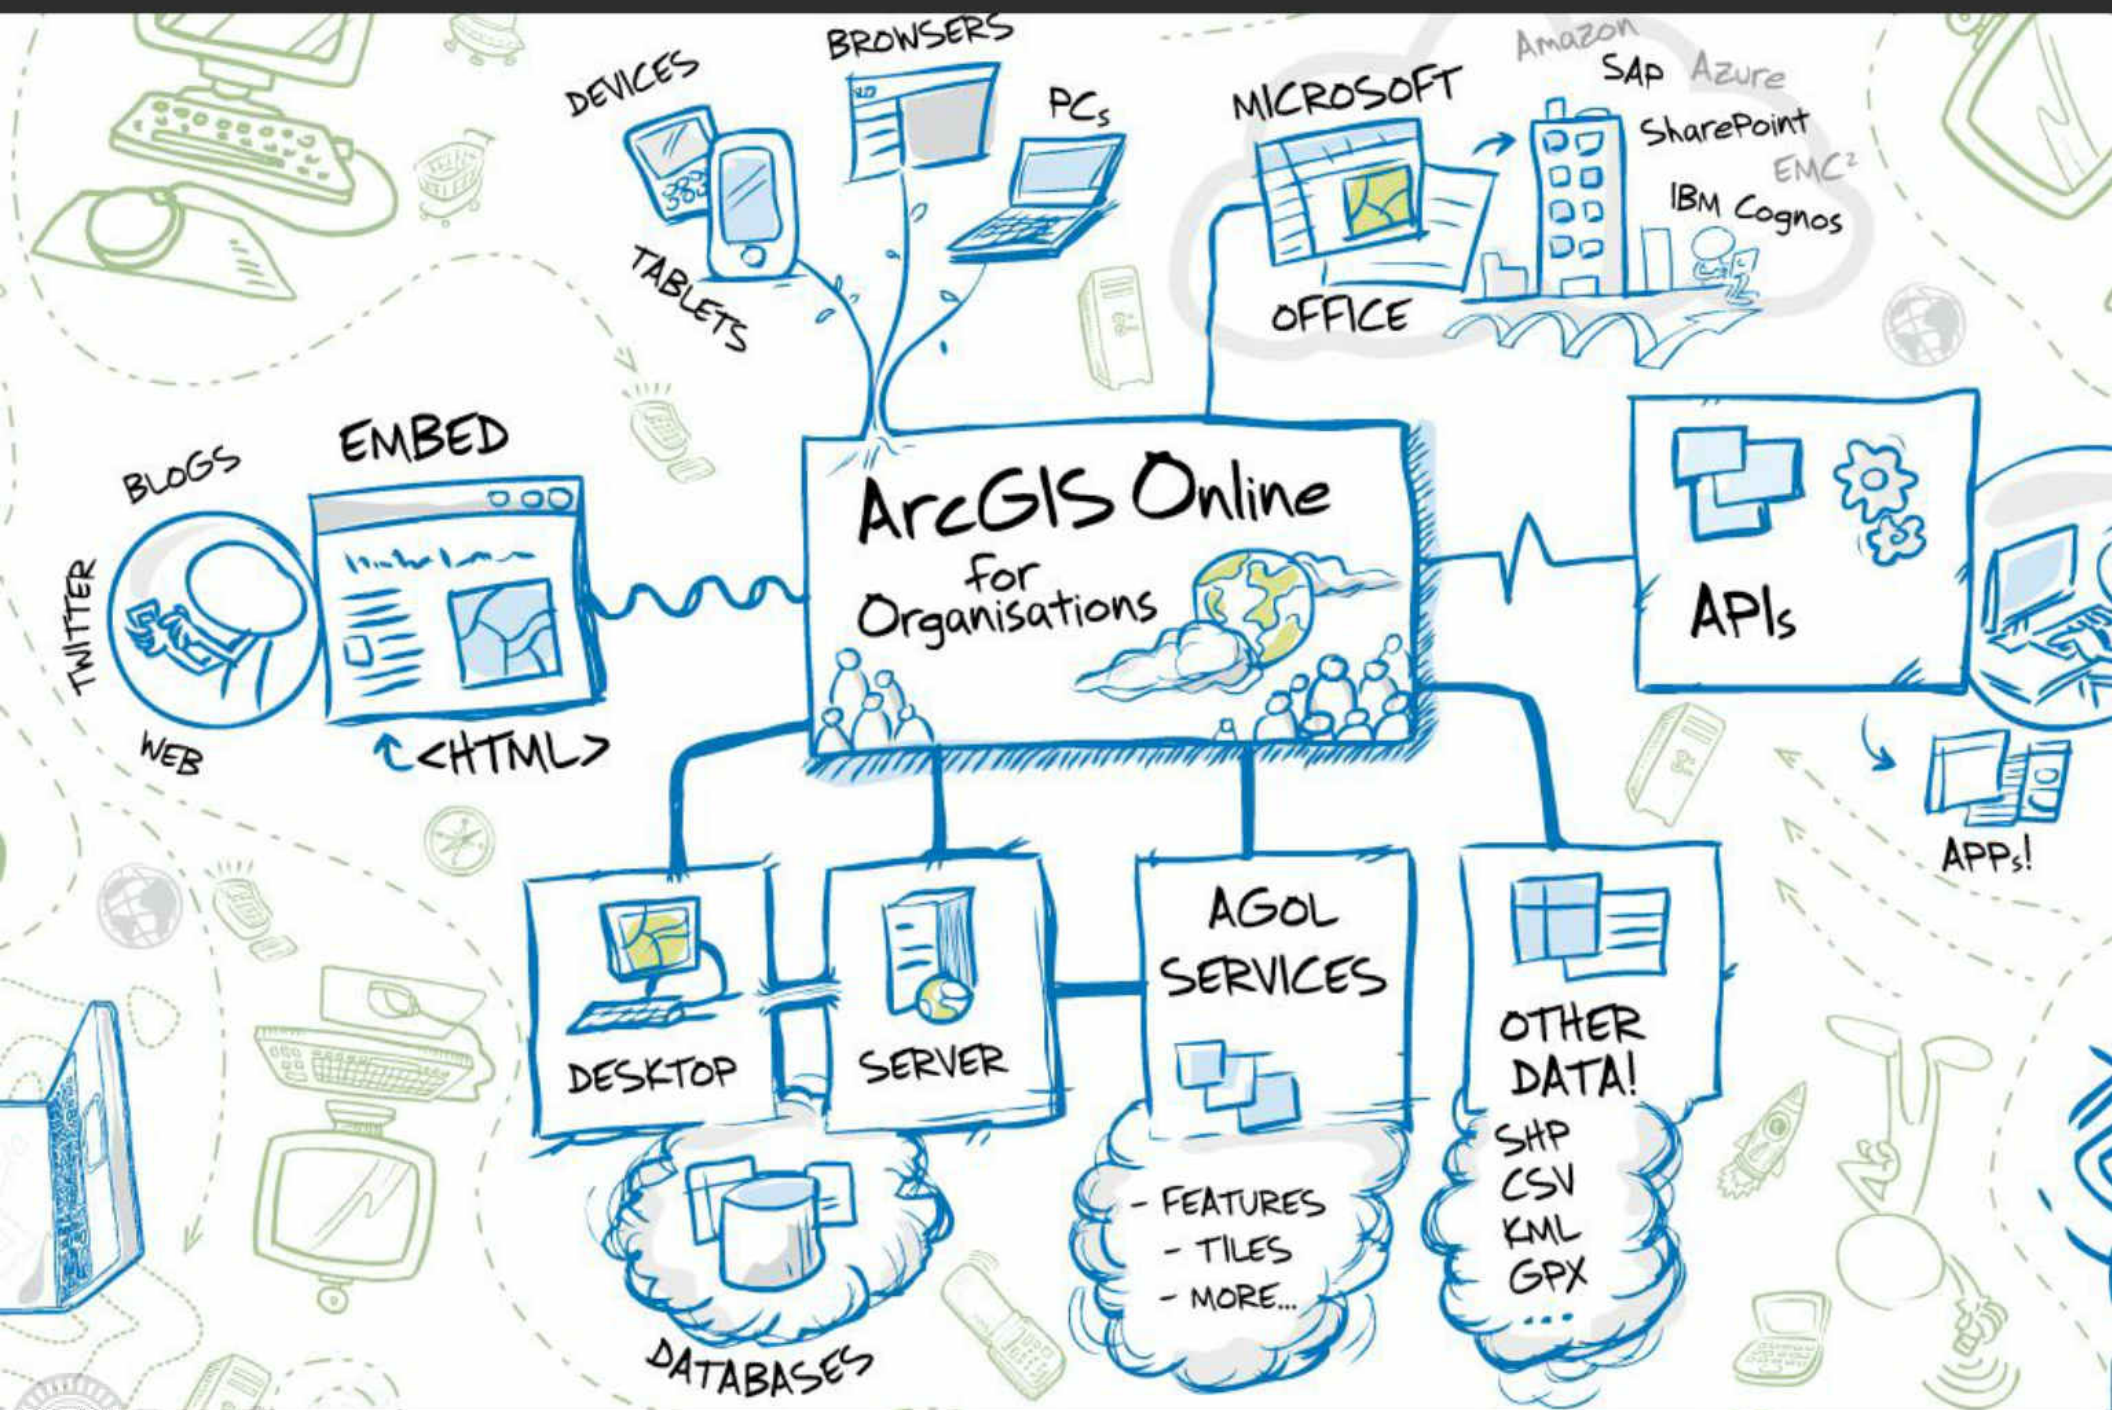 BROWSERS
DEVICES
PCs
TABLETS
MICROSOFT
OFFICE
Amazon
SAP Azure
SharePoint
EMC²
IBM Cognos
EMBED
BLOGS
TWITTER
WEB
<HTML>
ArcGIS Online
for
Organisations
APIs
APPs!
DESKTOP
SERVER
DATABASES
AGOL
SERVICES
- FEATURES
- TILES
- MORE...
OTHER
DATA!
SHP
CSV
KML
GPX
...